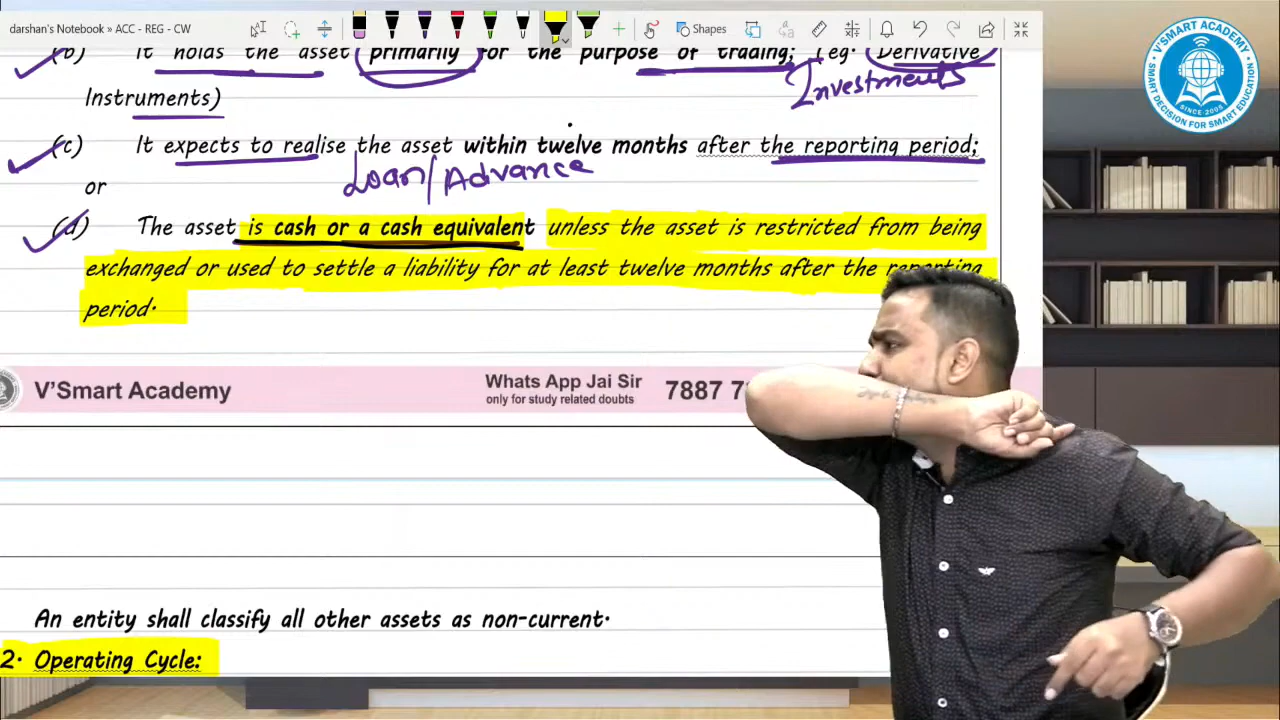 darshan's Notebook » ACC - REG - CW
Shapes
(b) It holds the asset primarily for the purpose of trading; (eg. Derivative
Investments
Instruments)
(c) It expects to realise the asset within twelve months after the reporting period;
or
Loan/Advance
(d) The asset is cash or a cash equivalent unless the asset is restricted from being
exchanged or used to settle a liability for at least twelve months after the reporting
period.
V'Smart Academy
Whats App Jai Sir
only for study related doubts
7887 7
An entity shall classify all other assets as non-current.
2. Operating Cycle:
V'SMART ACADEMY
SINCE 2005
SMART DECISION FOR SMART EDUCATION